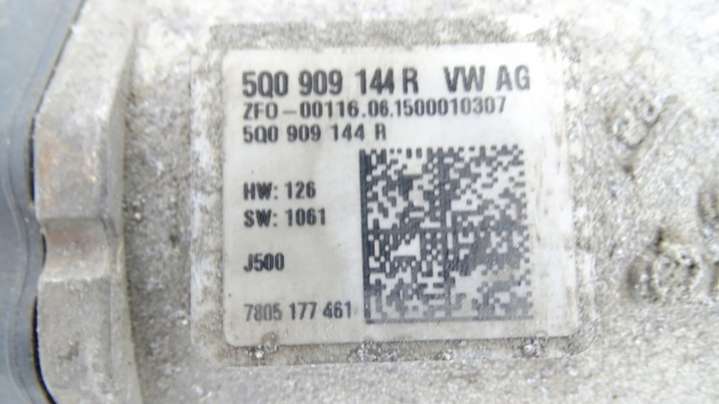 5Q0 909 144 R VW AG
ZFO-00116.06.1500010307
5Q0 909 144 R
HW: 126
SW: 1061
J500
7805 177 461